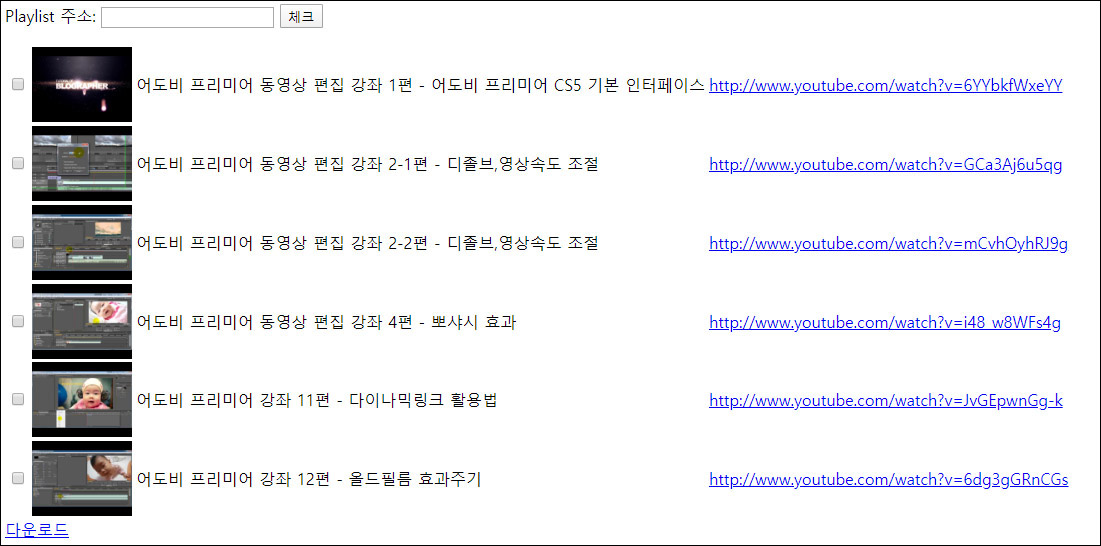 Playlist 주소: 체크
BLOGRAPHER
어도비 프리미어 동영상 편집 강좌 1편 - 어도비 프리미어 CS5 기본 인터페이스 http://www.youtube.com/watch?v=6YYbkfWxeYY
어도비 프리미어 동영상 편집 강좌 2-1편 - 디졸브,영상속도 조절 http://www.youtube.com/watch?v=GCa3Aj6u5qg
어도비 프리미어 동영상 편집 강좌 2-2편 - 디졸브,영상속도 조절 http://www.youtube.com/watch?v=mCvhOyhRJ9g
어도비 프리미어 동영상 편집 강좌 4편 - 뽀샤시 효과 http://www.youtube.com/watch?v=i48_w8WFs4g
어도비 프리미어 강좌 11편 - 다이나믹링크 활용법 http://www.youtube.com/watch?v=JvGEpwnGg-k
어도비 프리미어 강좌 12편 - 올드필름 효과주기 http://www.youtube.com/watch?v=6dg3gGRnCGs
다운로드